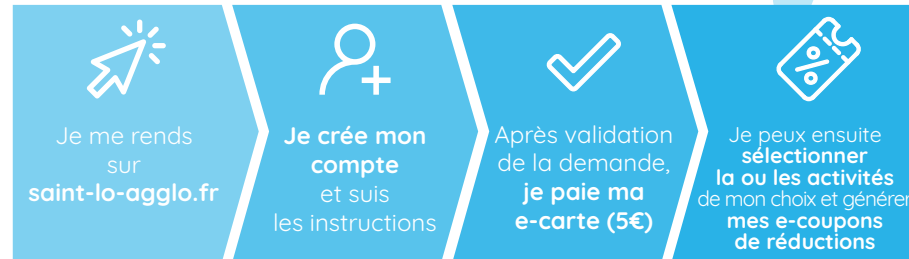 Je me rends
sur
saint-lo-agglo.fr
Je crée mon
compte
et suis
les instructions
Après validation
de la demande,
je paie ma
e-carte (5€)
Je peux ensuite
sélectionner
la ou les activités
de mon choix et générer
mes e-coupons
de réductions